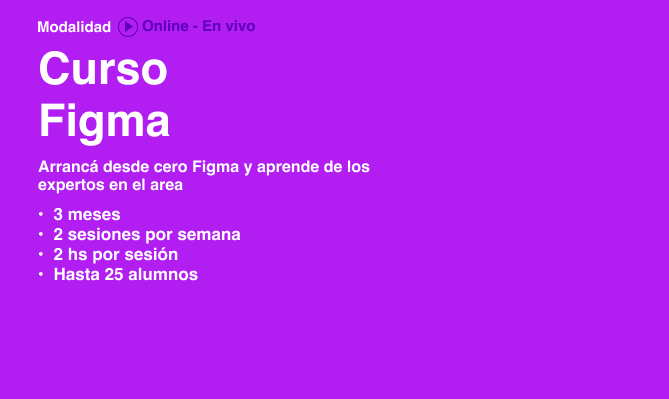 Modalidad Online - En vivo
Curso
Figma
Arrancá desde cero Figma y aprende de los
expertos en el area
• 3 meses
• 2 sesiones por semana
• 2 hs por sesión
• Hasta 25 alumnos